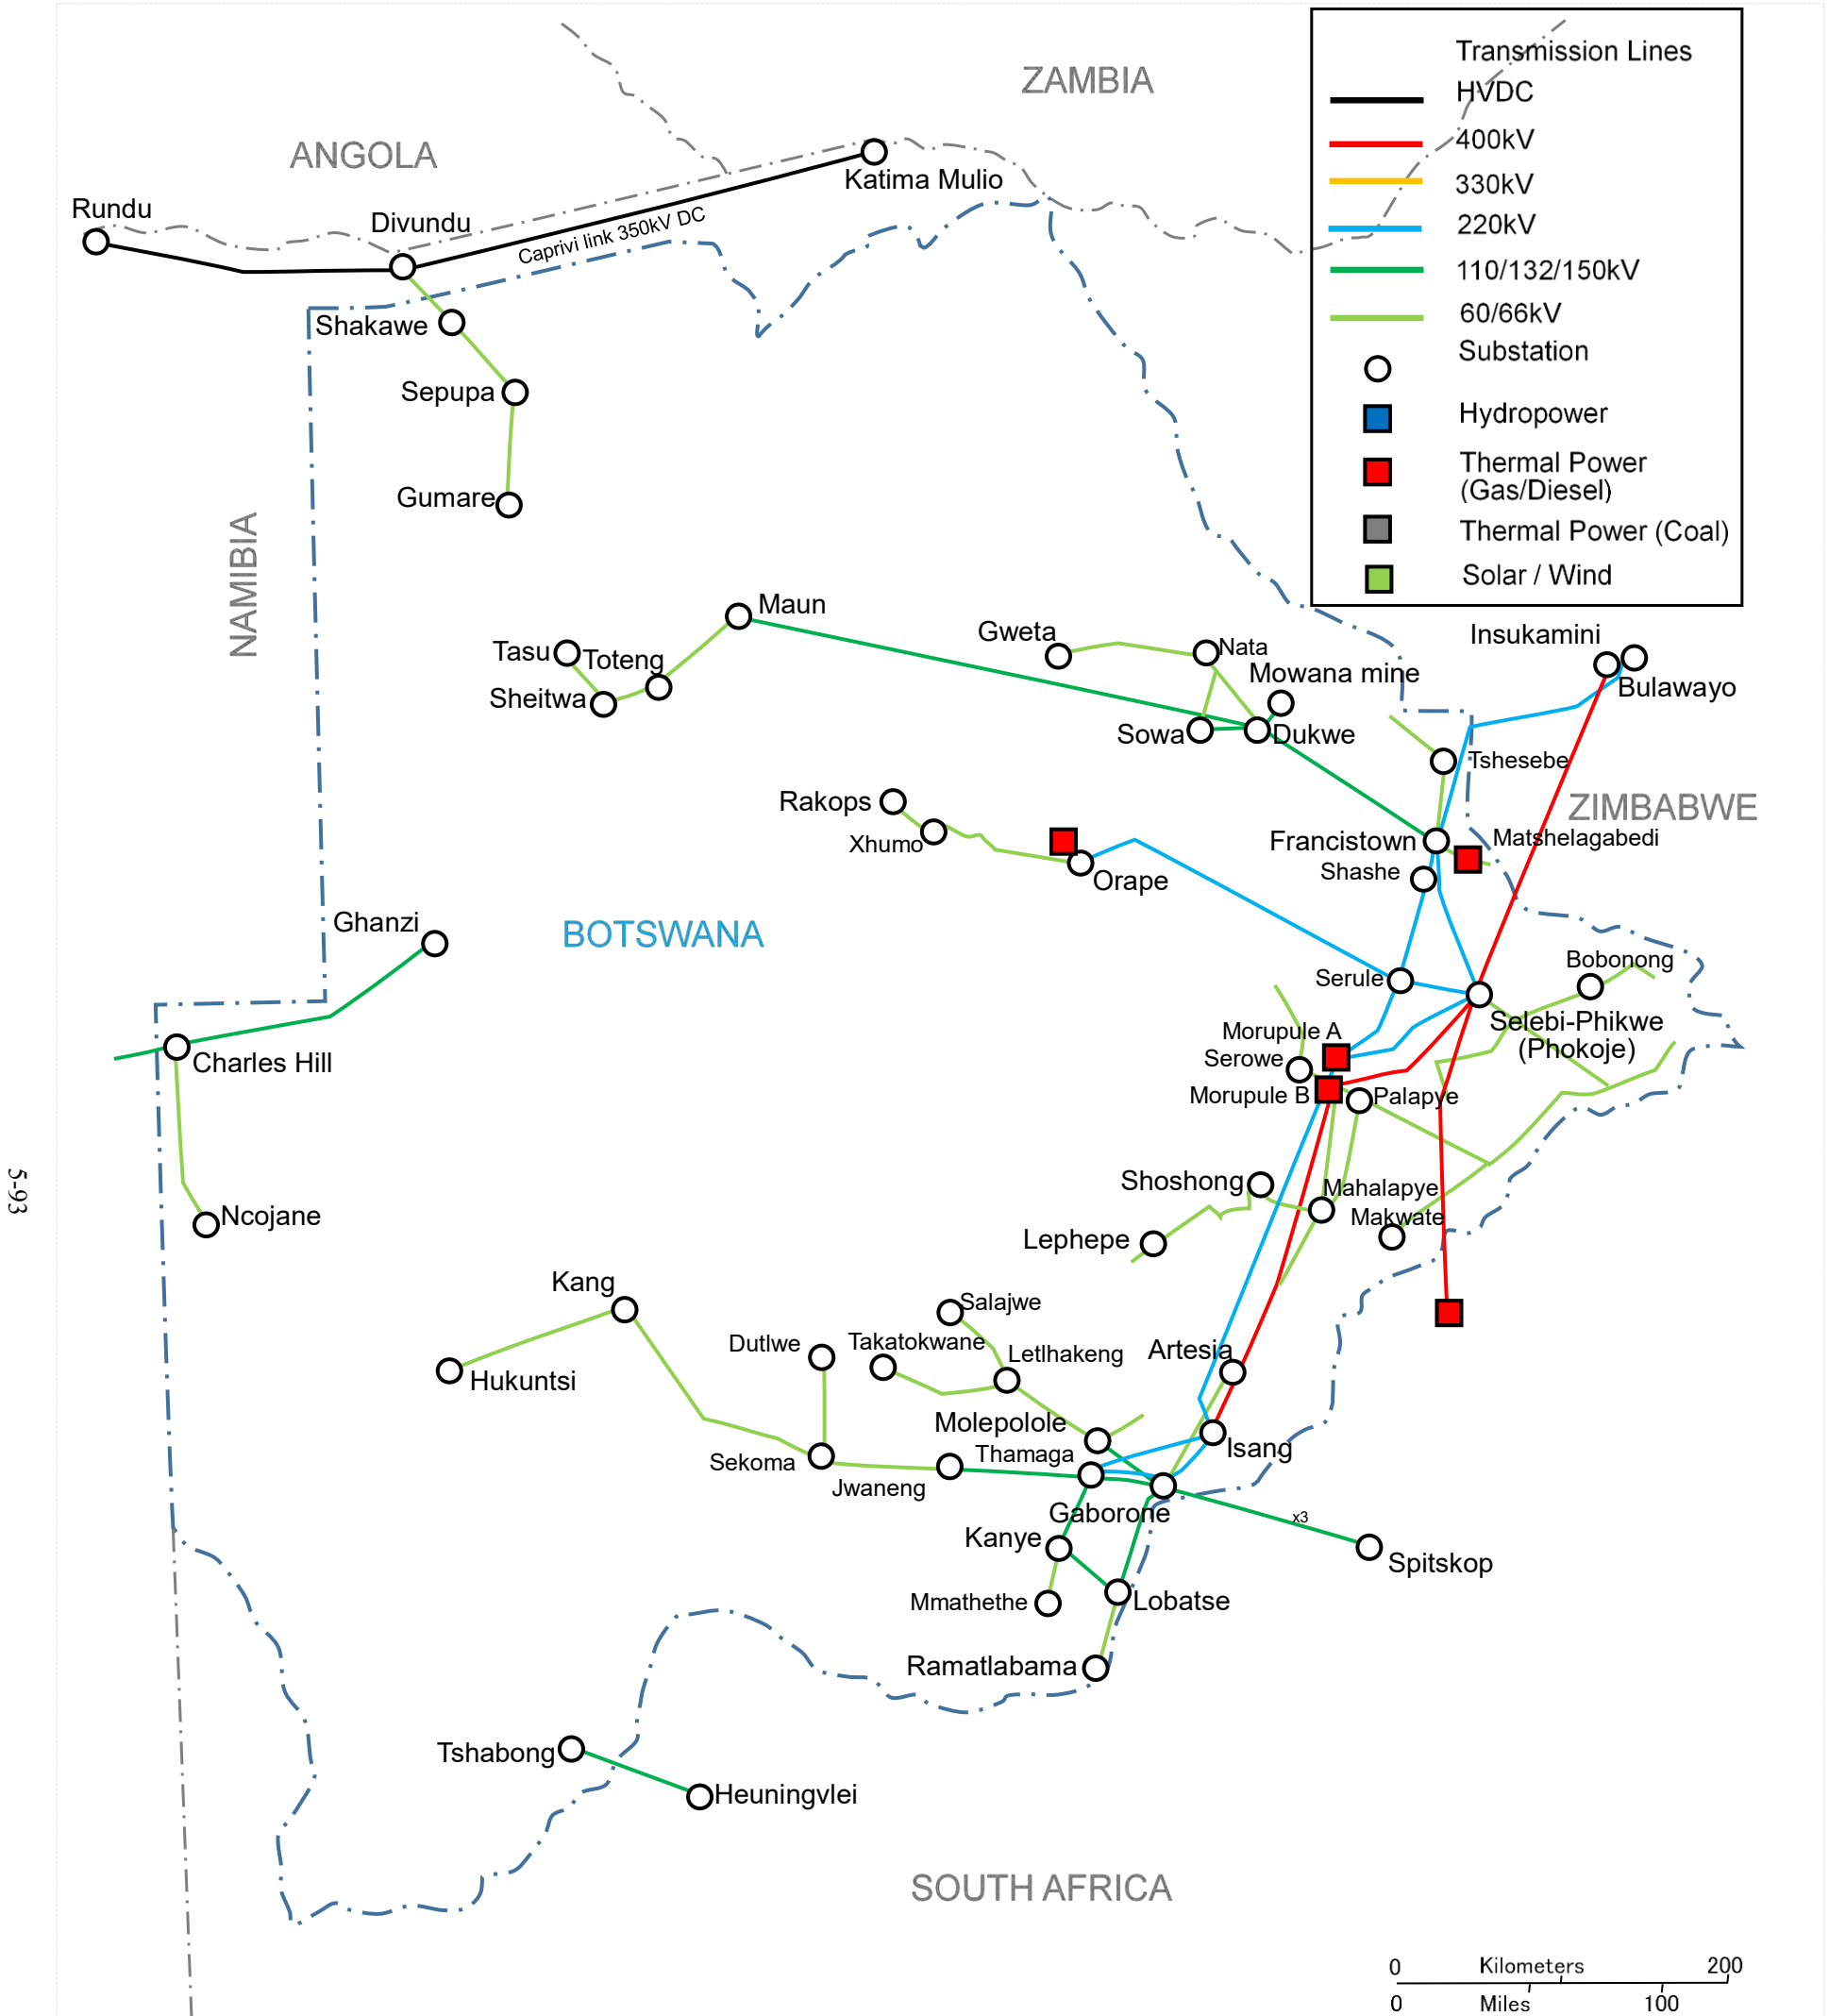 Transmission Lines
HVDC
400kV
330kV
220kV
110/132/150kV
60/66kV
Substation
Hydropower
Thermal Power
(Gas/Diesel)
Thermal Power (Coal)
Solar / Wind
ZAMBIA
ANGOLA
Katima Mulio
Rundu
Divundu
Caprivi link 350kV DC
Shakawe
Sepupa
Gumare
NAMIBIA
Maun
Tasu
Toteng
Sheitwa
Gweta
Nata
Mowana mine
Sowa
Dukwe
Insukamini
Bulawayo
Tshesebe
ZIMBABWE
Rakops
Xhumo
Orape
Francistown
Matshelagabedi
Shashe
Ghanzi
BOTSWANA
Serule
Bobonong
Selebi-Phikwe
(Phokoje)
Morupule A
Serowe
Morupule B
Palapye
Charles Hill
Ncojane
Shoshong
Mahalapye
Makwate
Lephepe
5-93
Kang
Hukuntsi
Salajwe
Dutlwe
Takatokwane
Letlhakeng
Artesia
Molepolole
Isang
Thamaga
Sekoma
Jwaneng
Gaborone
x3
Spitskop
Kanye
Mmathethe
Lobatse
Ramatlabama
Tshabong
Heuningvlei
SOUTH AFRICA
0 Kilometers 200
0 Miles 100